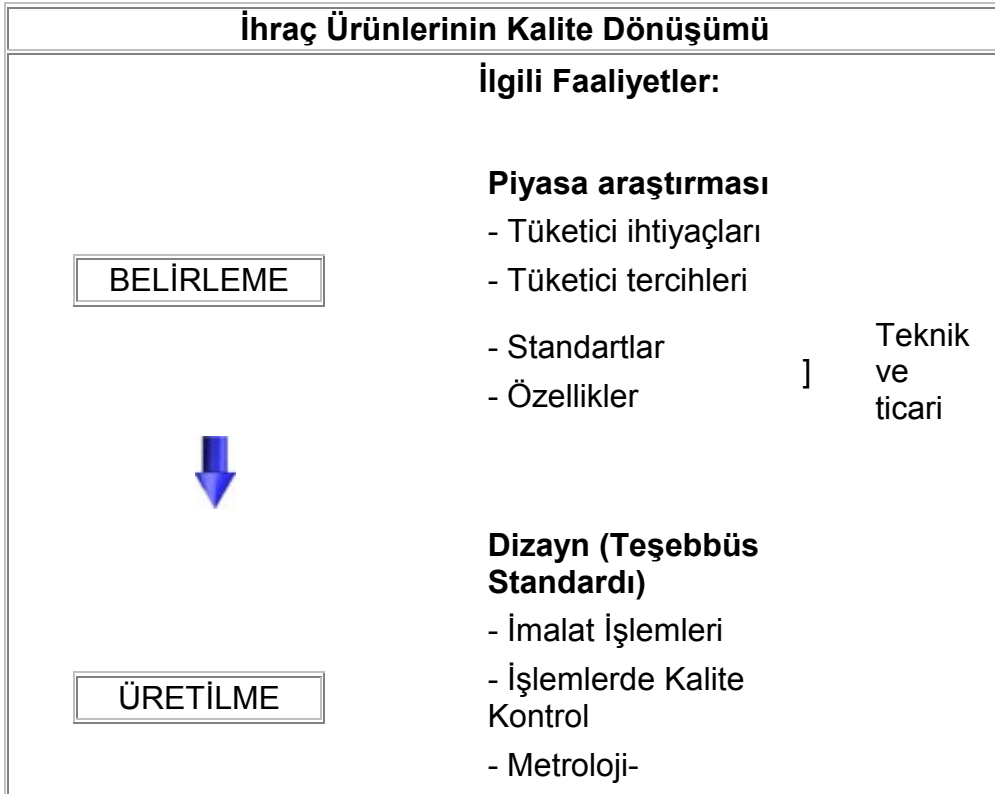 İhraç Ürünlerinin Kalite Dönüşümü
İlgili Faaliyetler:
BELİRLEME
Piyasa araştırması
- Tüketici ihtiyaçları
- Tüketici tercihleri
- Standartlar
- Özellikler
]
Teknik
ve
ticari
ÜRETİLME
Dizayn (Teşebbüs
Standardı)
- İmalat İşlemleri
- İşlemlerde Kalite
Kontrol
- Metroloji-